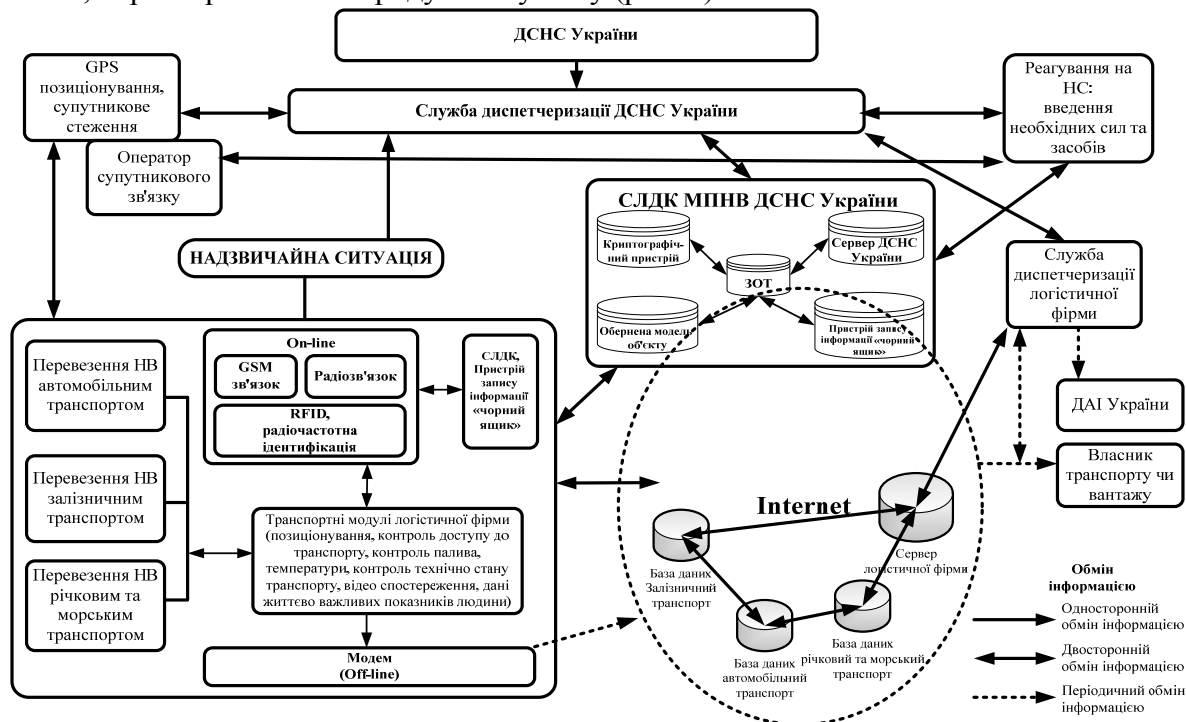 ДСНС України
GPS
позиціонування,
супутникове
стеження
Служба диспетчеризації ДСНС України
Реагування на
НС:
введення
необхідних сил та
засобів
Оператор
супутникового
зв'язку
СЛДК МПНВ ДСНС України
Криптографіч-
ний пристрій
Сервер ДСНС
України
ЗОТ
Обернена модель
об'єкту
Пристрій запису
інформації «чорний
ящик»
НАДЗВИЧАЙНА СИТУАЦІЯ
Служба
диспетчеризації
логістичної
фірми
Перевезення НВ
автомобільним
транспортом
On-line
GSM
зв'язок
Радіозв'язок
RFID,
радіочастотна
ідентифікація
СЛДК,
Пристрій
запису
інформації
«чорний
ящик»
ДАІ України
Власник
транспорту чи
вантажу
Перевезення НВ
залізничним
транспортом
Транспортні модулі логістичної фірми
(позиціонування, контроль доступу до
транспорту, контроль палива,
температури, контроль технічно стану
транспорту, відео спостереження, дані
життєво важливих показників людини)
Перевезення НВ
річковим та
морським
транспортом
Модем
(Off-line)
Internet
База даних
Залізничний
транспорт
Сервер
логістичної фірми
База даних
автомобільний
транспорт
База даних
річковий та морський
транспорт
Обмін
інформацією
Односторонній
обмін інформацією
Двосторонній
обмін інформацією
Періодичний обмін
інформацією